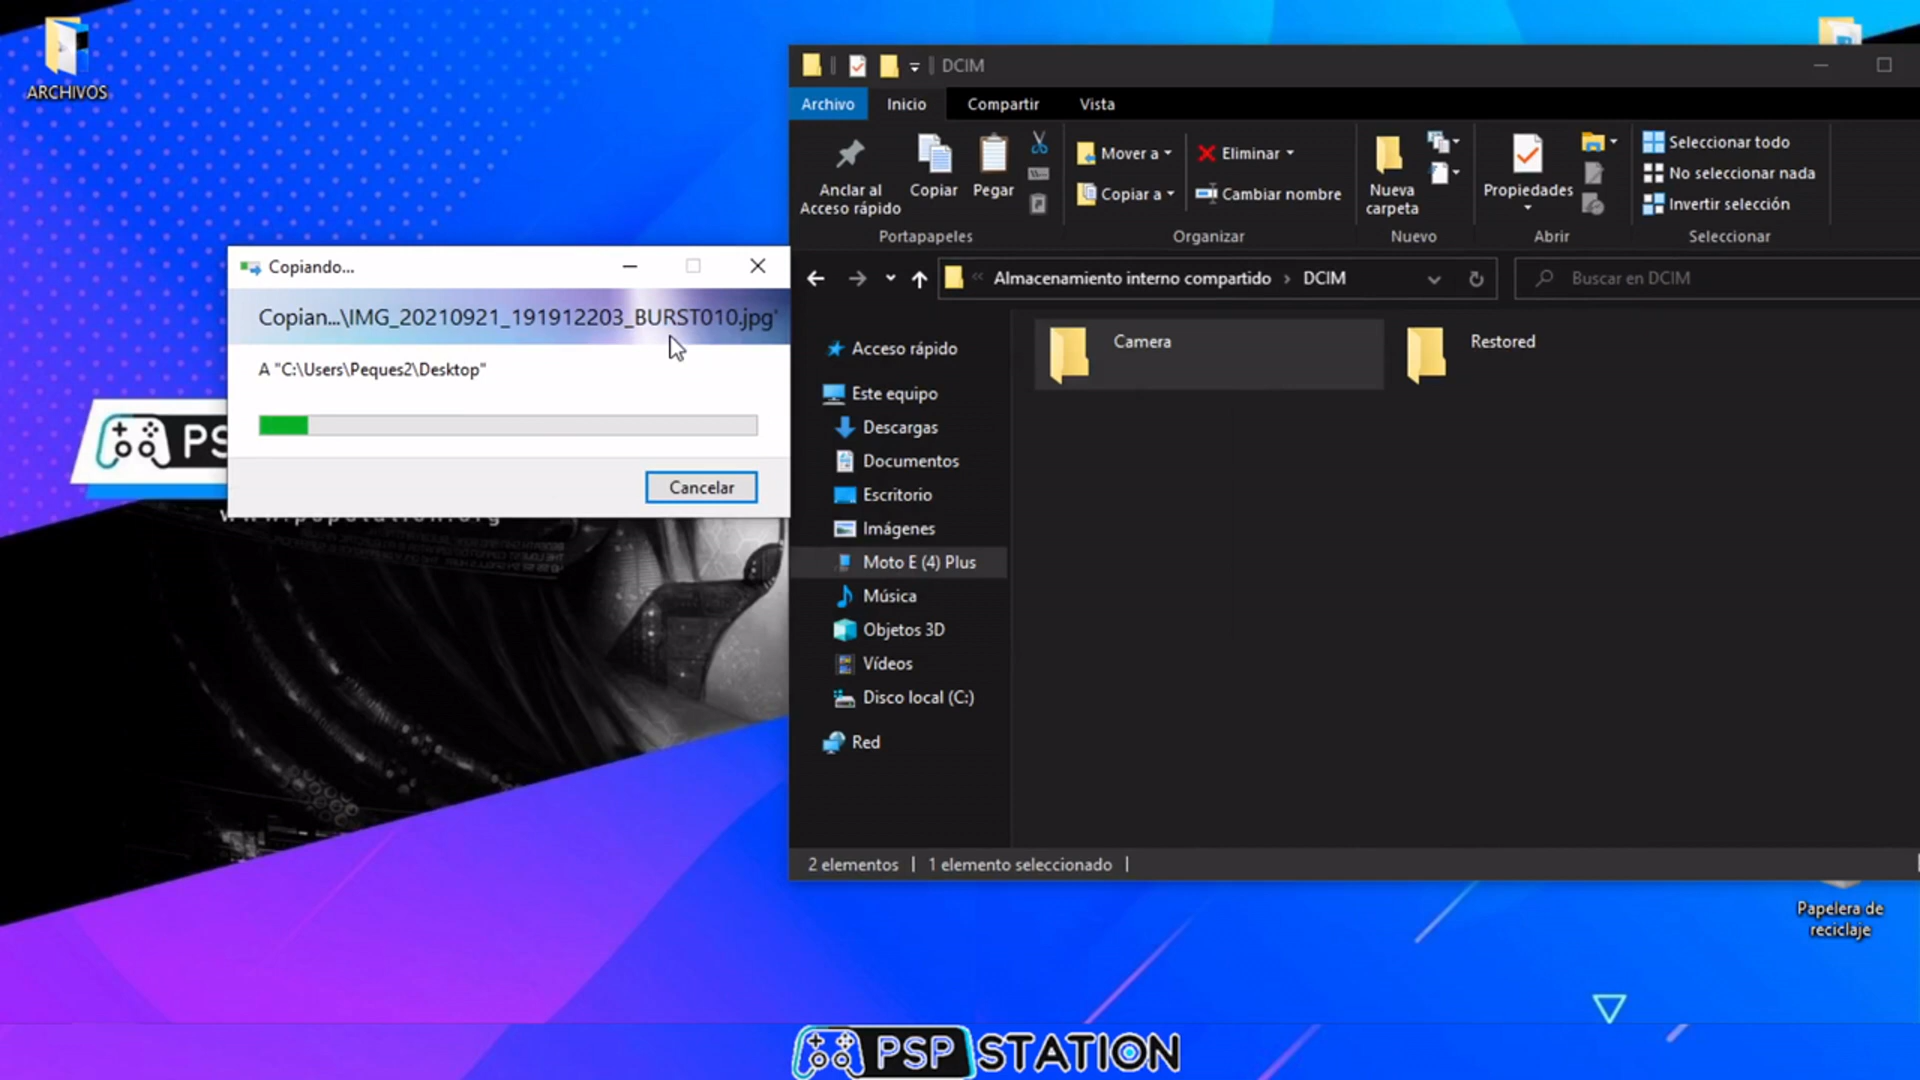 ARCHIVOS
DCIM
Archivo
Inicio
Compartir
Vista
Anclar al
Acceso rápido
Copiar
Pegar
Mover a
Copiar a
Eliminar
Cambiar nombre
Nueva
carpeta
Propiedades
Seleccionar todo
No seleccionar nada
Invertir selección
Portapapeles
Organizar
Nuevo
Abrir
Seleccionar
Almacenamiento interno compartido › DCIM
Buscar en DCIM
Copiando...
Copian...\IMG_20210921_191912203_BURST010.jpg'
A "C:\Users\Peques2\Desktop"
Cancelar
PS
Acceso rápido
Este equipo
Descargas
Documentos
Escritorio
Imágenes
Moto E (4) Plus
Música
Objetos 3D
Vídeos
Disco local (C:)
Red
Camera
Restored
2 elementos | 1 elemento seleccionado |
Papelera de
reciclaje
PSP STATION